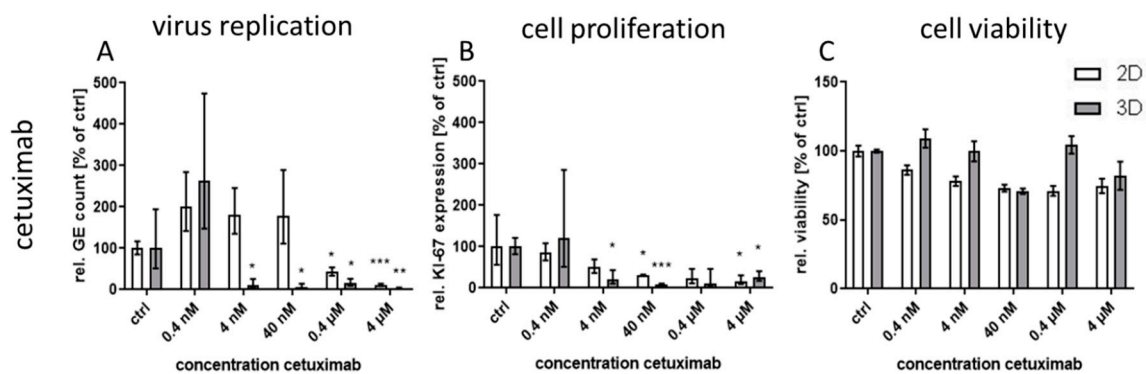 virus replication
cell proliferation
cell viability
cetuximab
A
rel. GE count [% of ctrl]
500
400
300
200
100
0
* * * * *** **
ctrl
0.4 nM
4 nM
40 nM
0.4 µM
4 µM
concentration cetuximab
B
rel. KI-67 expression [% of ctrl]
500
400
300
200
100
0
* * *** * *
ctrl
0.4 nM
4 nM
40 nM
0.4 µM
4 µM
concentration cetuximab
C
rel. viability [% of ctrl]
150
100
50
0
2D
3D
ctrl
0.4 nM
4 nM
40 nM
0.4 µM
4 µM
concentration cetuximab